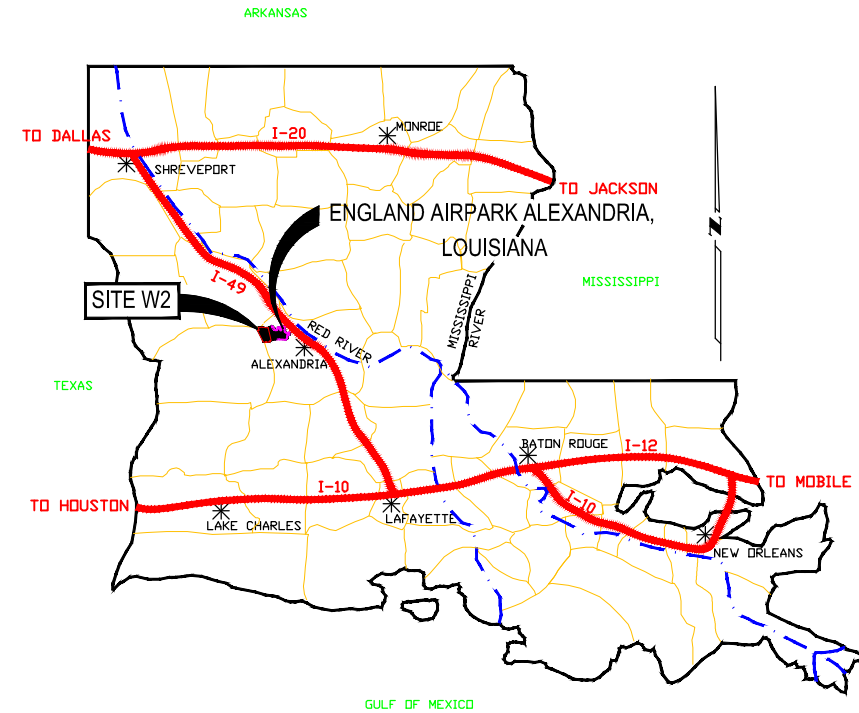 ARKANSAS
TO DALLAS
I-20
MONROE
SHREVEPORT
TO JACKSON
ENGLAND AIRPARK ALEXANDRIA,
LOUISIANA
N
I-49
SITE W2
MISSISSIPPI
RIVER
MISSISSIPPI
RED RIVER
ALEXANDRIA
TEXAS
BATON ROUGE
I-12
TO MOBILE
I-10
I-10
TO HOUSTON
LAKE CHARLES
LAFAYETTE
NEW ORLEANS
GULF OF MEXICO